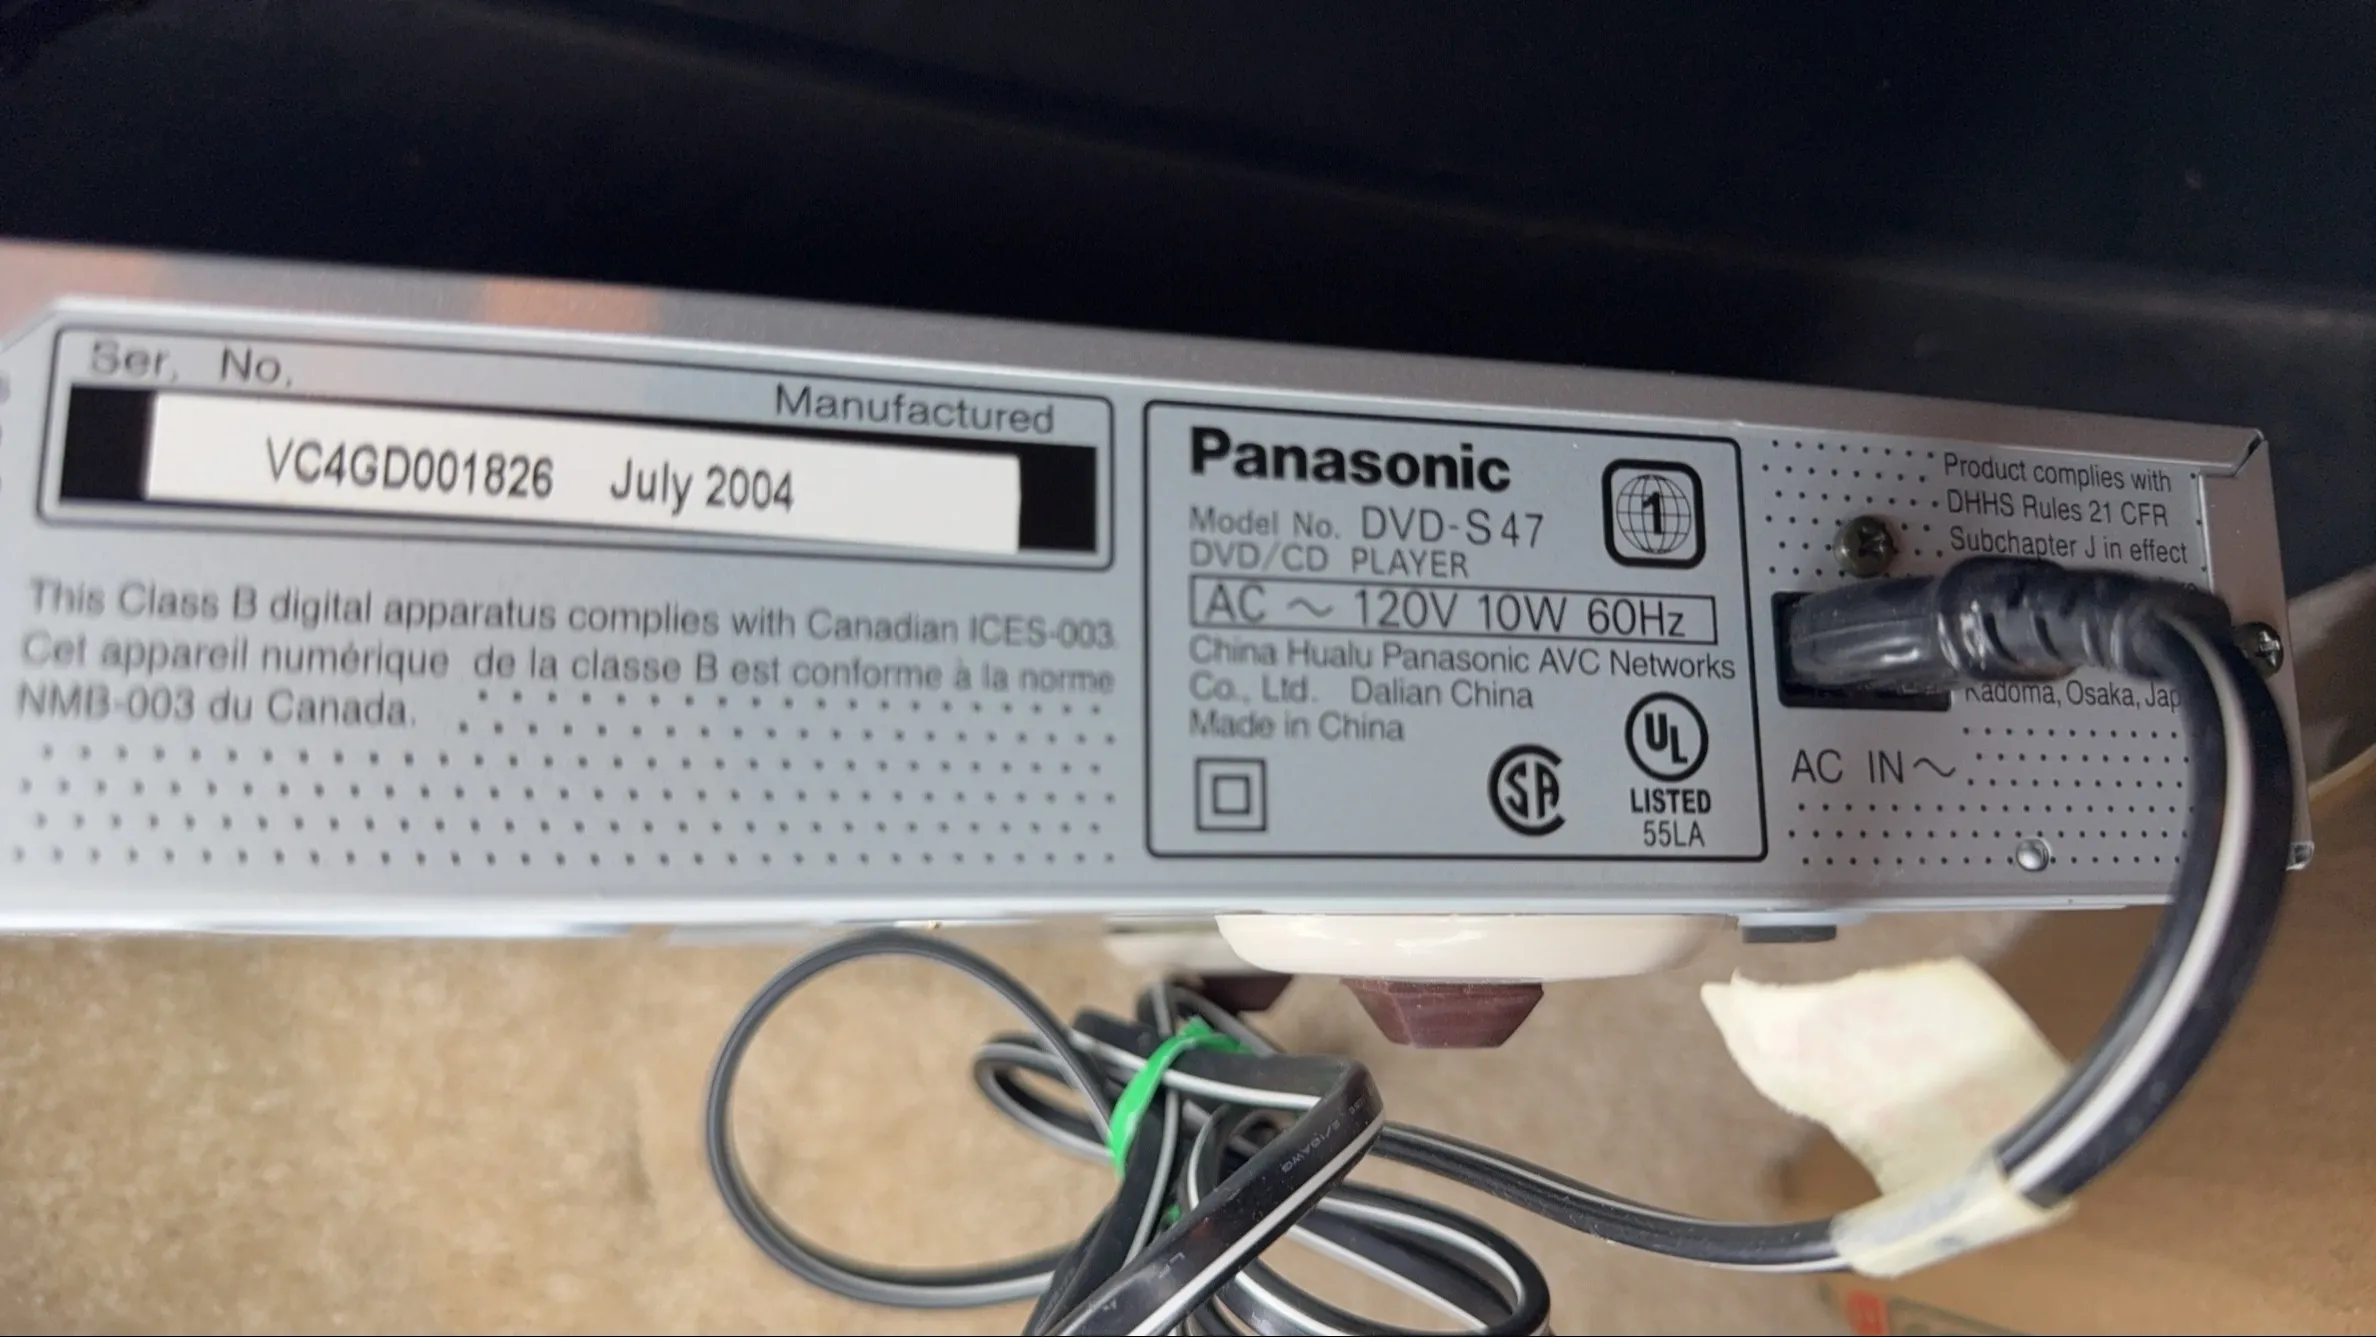 Ser. No.
Manufactured
VC4GD001826 July 2004
This Class B digital apparatus complies with Canadian ICES-003.
Cet appareil numérique de la classe B est conforme à la norme
NMB-003 du Canada.
Panasonic
1
Model No. DVD-S47
DVD/CD PLAYER
AC ~ 120V 10W 60Hz
China Hualu Panasonic AVC Networks
Co., Ltd. Dalian China
Made in China
SA
UL
LISTED
55LA
Product complies with
DHHS Rules 21 CFR
Subchapter J in effect
Kadoma, Osaka,
AC IN ~